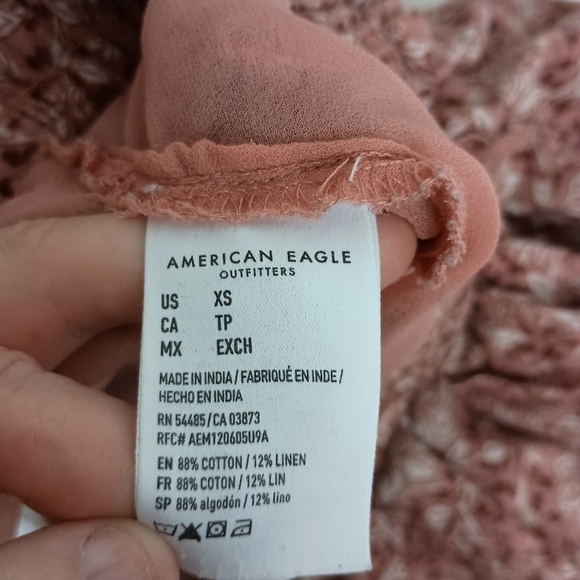 AMERICAN EAGLE
OUTFITTERS
US XS
CA TP
MX EXCH
MADE IN INDIA / FABRIQUÉ EN INDE /
HECHO EN INDIA
RN 54485 / CA 03873
RFC# AEM120605U9A
EN 88% COTTON / 12% LINEN
FR 88% COTON / 12% LIN
SP 88% algodón / 12% lino